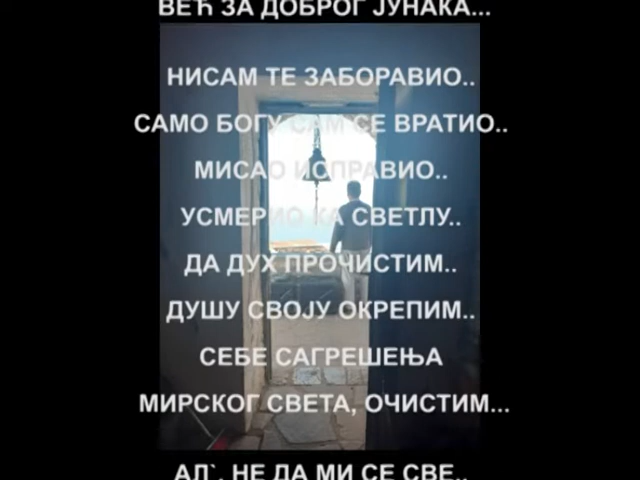 ВЕЋ ЗА ДОБРОГ ЈУНАКА...
НИСАМ ТЕ ЗАБОРАВИО..
САМО БОГУ САМ СЕ ВРАТИО..
МИСАО ИСПРАВИО..
УСМЕРИО КА СВЕТЛУ..
ДА ДУХ ПРОЧИСТИМ..
ДУШУ СВОЈУ ОКРЕПИМ..
СЕБЕ САГРЕШЕЊА
МИРСКОГ СВЕТА, ОЧИСТИМ...
АЛ`. НЕ ДА МИ СЕ СВЕ..